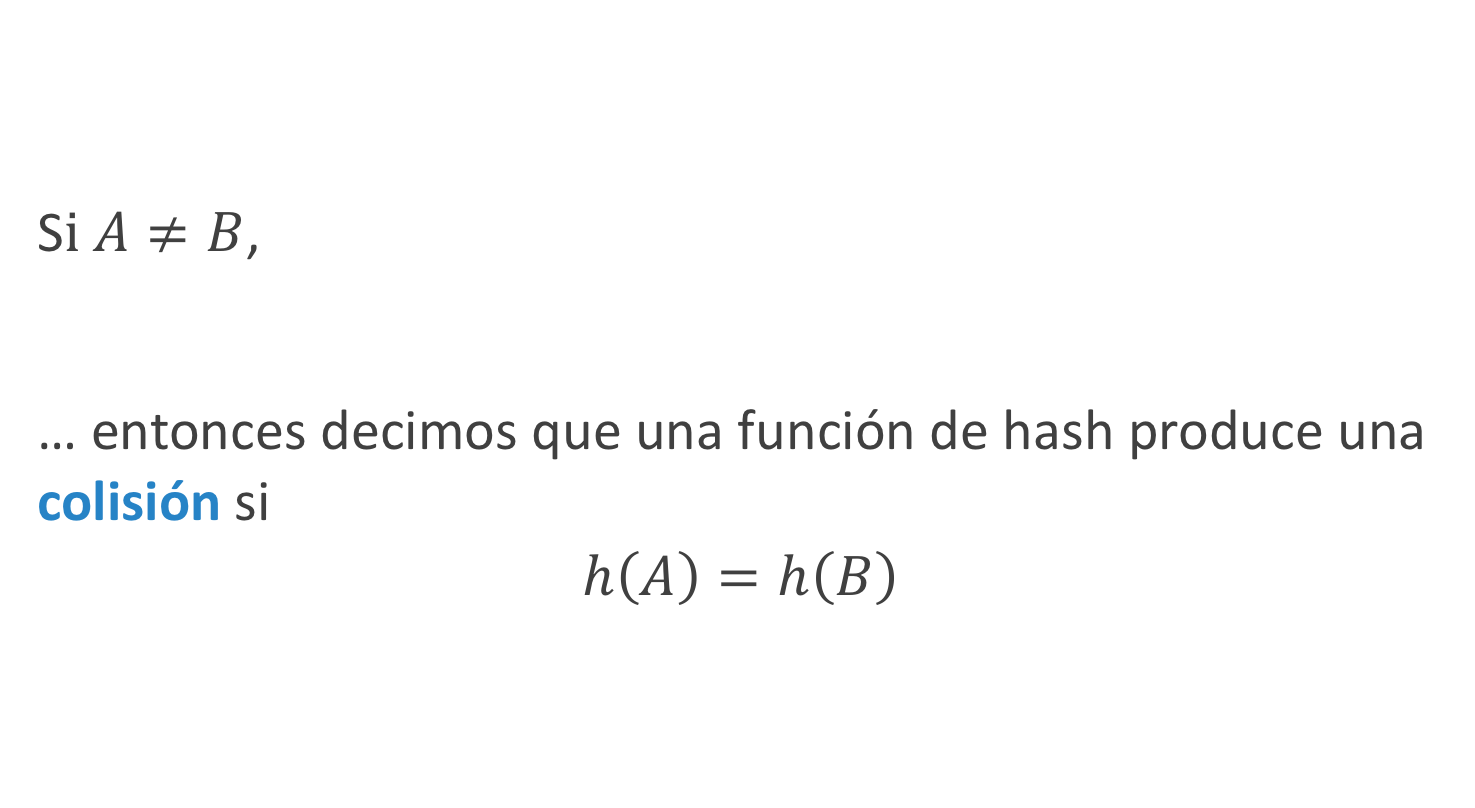 Si A ≠ B,
… entonces decimos que una función de hash produce una
colisión si
h(A) = h(B)